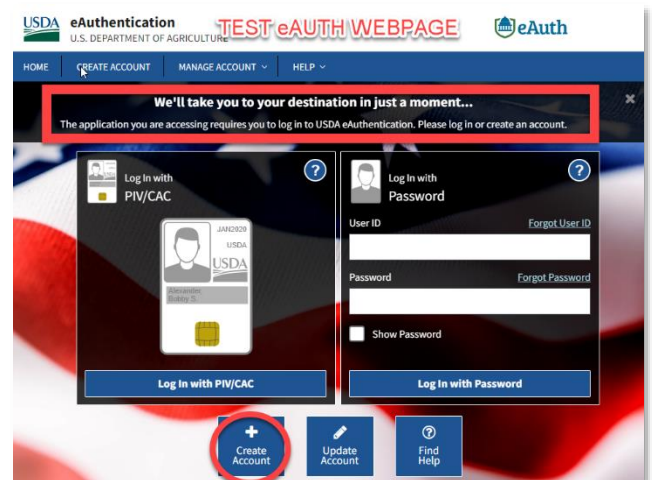 USDA
eAuthentication
U.S. DEPARTMENT OF AGRICULTURE
TEST eAUTH WEBPAGE
eAuth
HOME
CREATE ACCOUNT
MANAGE ACCOUNT
HELP
We'll take you to your destination in just a moment...
The application you are accessing requires you to log in to USDA eAuthentication. Please log in or create an account.
Log In with
PIV/CAC
?
JAN2020
USDA
USDA
Alexander,
Bobby S.
Log In with PIV/CAC
Log In with
Password
?
User ID
Forgot User ID
Password
Forgot Password
Show Password
Log In with Password
Create
Account
Update
Account
?
Find
Help